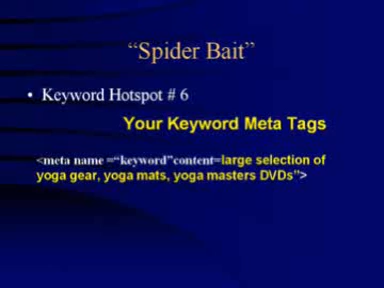 “Spider Bait”
• Keyword Hotspot # 6
Your Keyword Meta Tags
<meta name =“keyword”content=large selection of
yoga gear, yoga mats, yoga masters DVDs”>